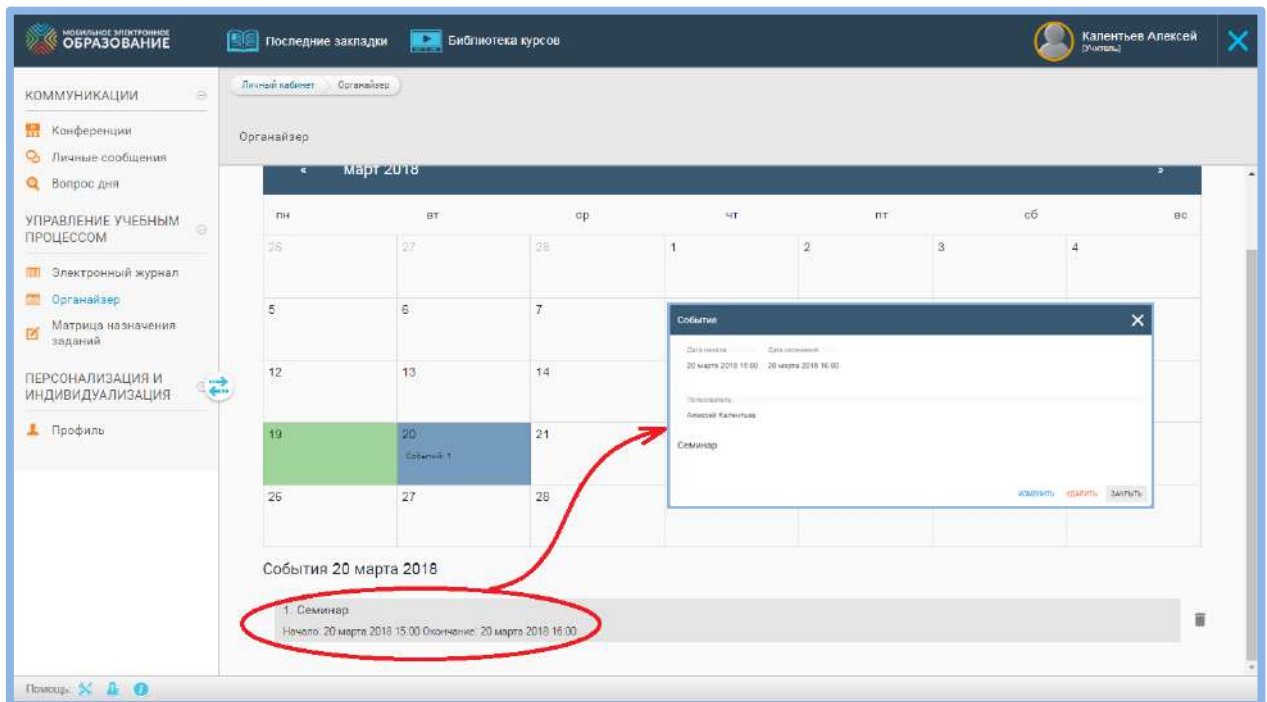 МОБИЛЬНОЕ ЭЛЕКТРОННОЕ
ОБРАЗОВАНИЕ
Последние закладки
Библиотека курсов
Калентьев Алексей
[Учитель]
КОММУНИКАЦИИ
Конференции
Личные сообщения
Вопрос дня
УПРАВЛЕНИЕ УЧЕБНЫМ
ПРОЦЕССОМ
Электронный журнал
Органайзер
Матрица назначения
заданий
ПЕРСОНАЛИЗАЦИЯ И
ИНДИВИДУАЛИЗАЦИЯ
Профиль
Личный кабинет Органайзер
Органайзер
« Март 2018 »
пн вт ср чт пт сб вс
26 27 28 1 2 3 4
5 6 7
12 13 14
19 20 21
Событий: 1
26 27 28
Событие
Дата начала Дата окончания
20 марта 2018 15:00 20 марта 2018 16:00
Пользователь
Алексей Калентьев
Семинар
ИЗМЕНИТЬ УДАЛИТЬ ЗАКРЫТЬ
События 20 марта 2018
1. Семинар
Начало: 20 марта 2018 15:00 Окончание: 20 марта 2018 16:00
Помощь: